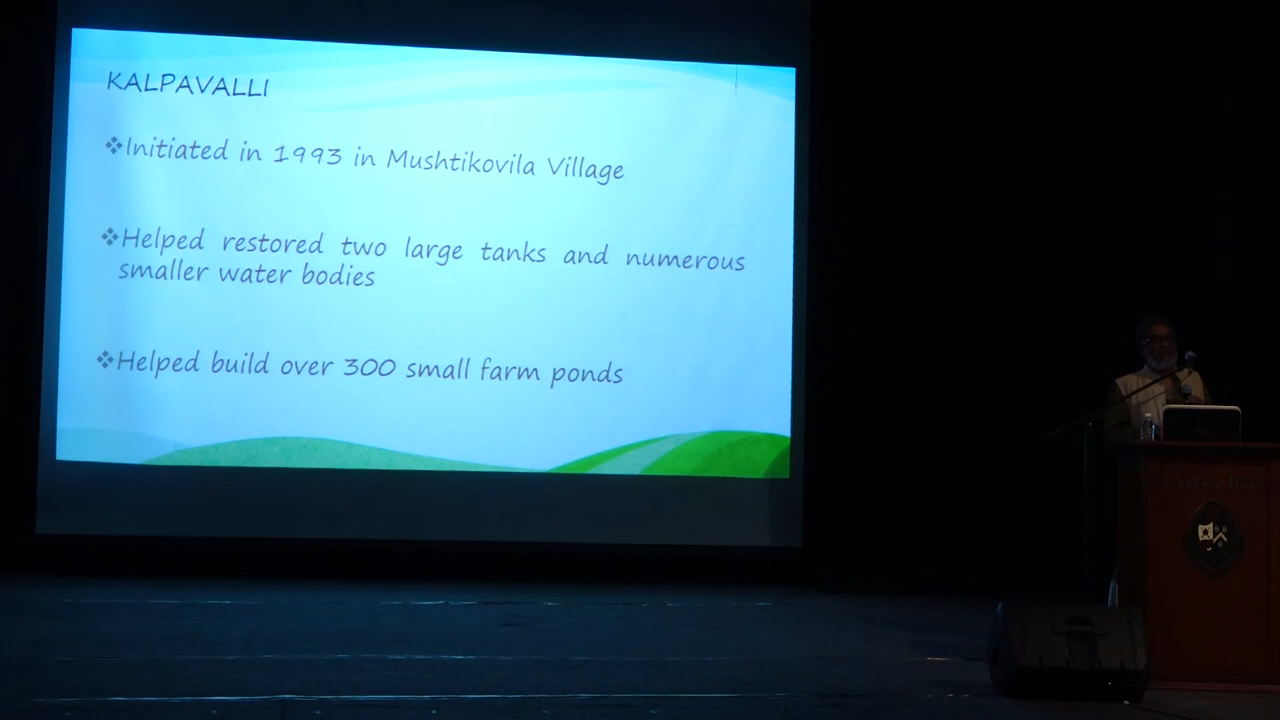 KALPAVALLI
❖Initiated in 1993 in Mushtikovila Village
❖Helped restored two large tanks and numerous
smaller water bodies
❖Helped build over 300 small farm ponds